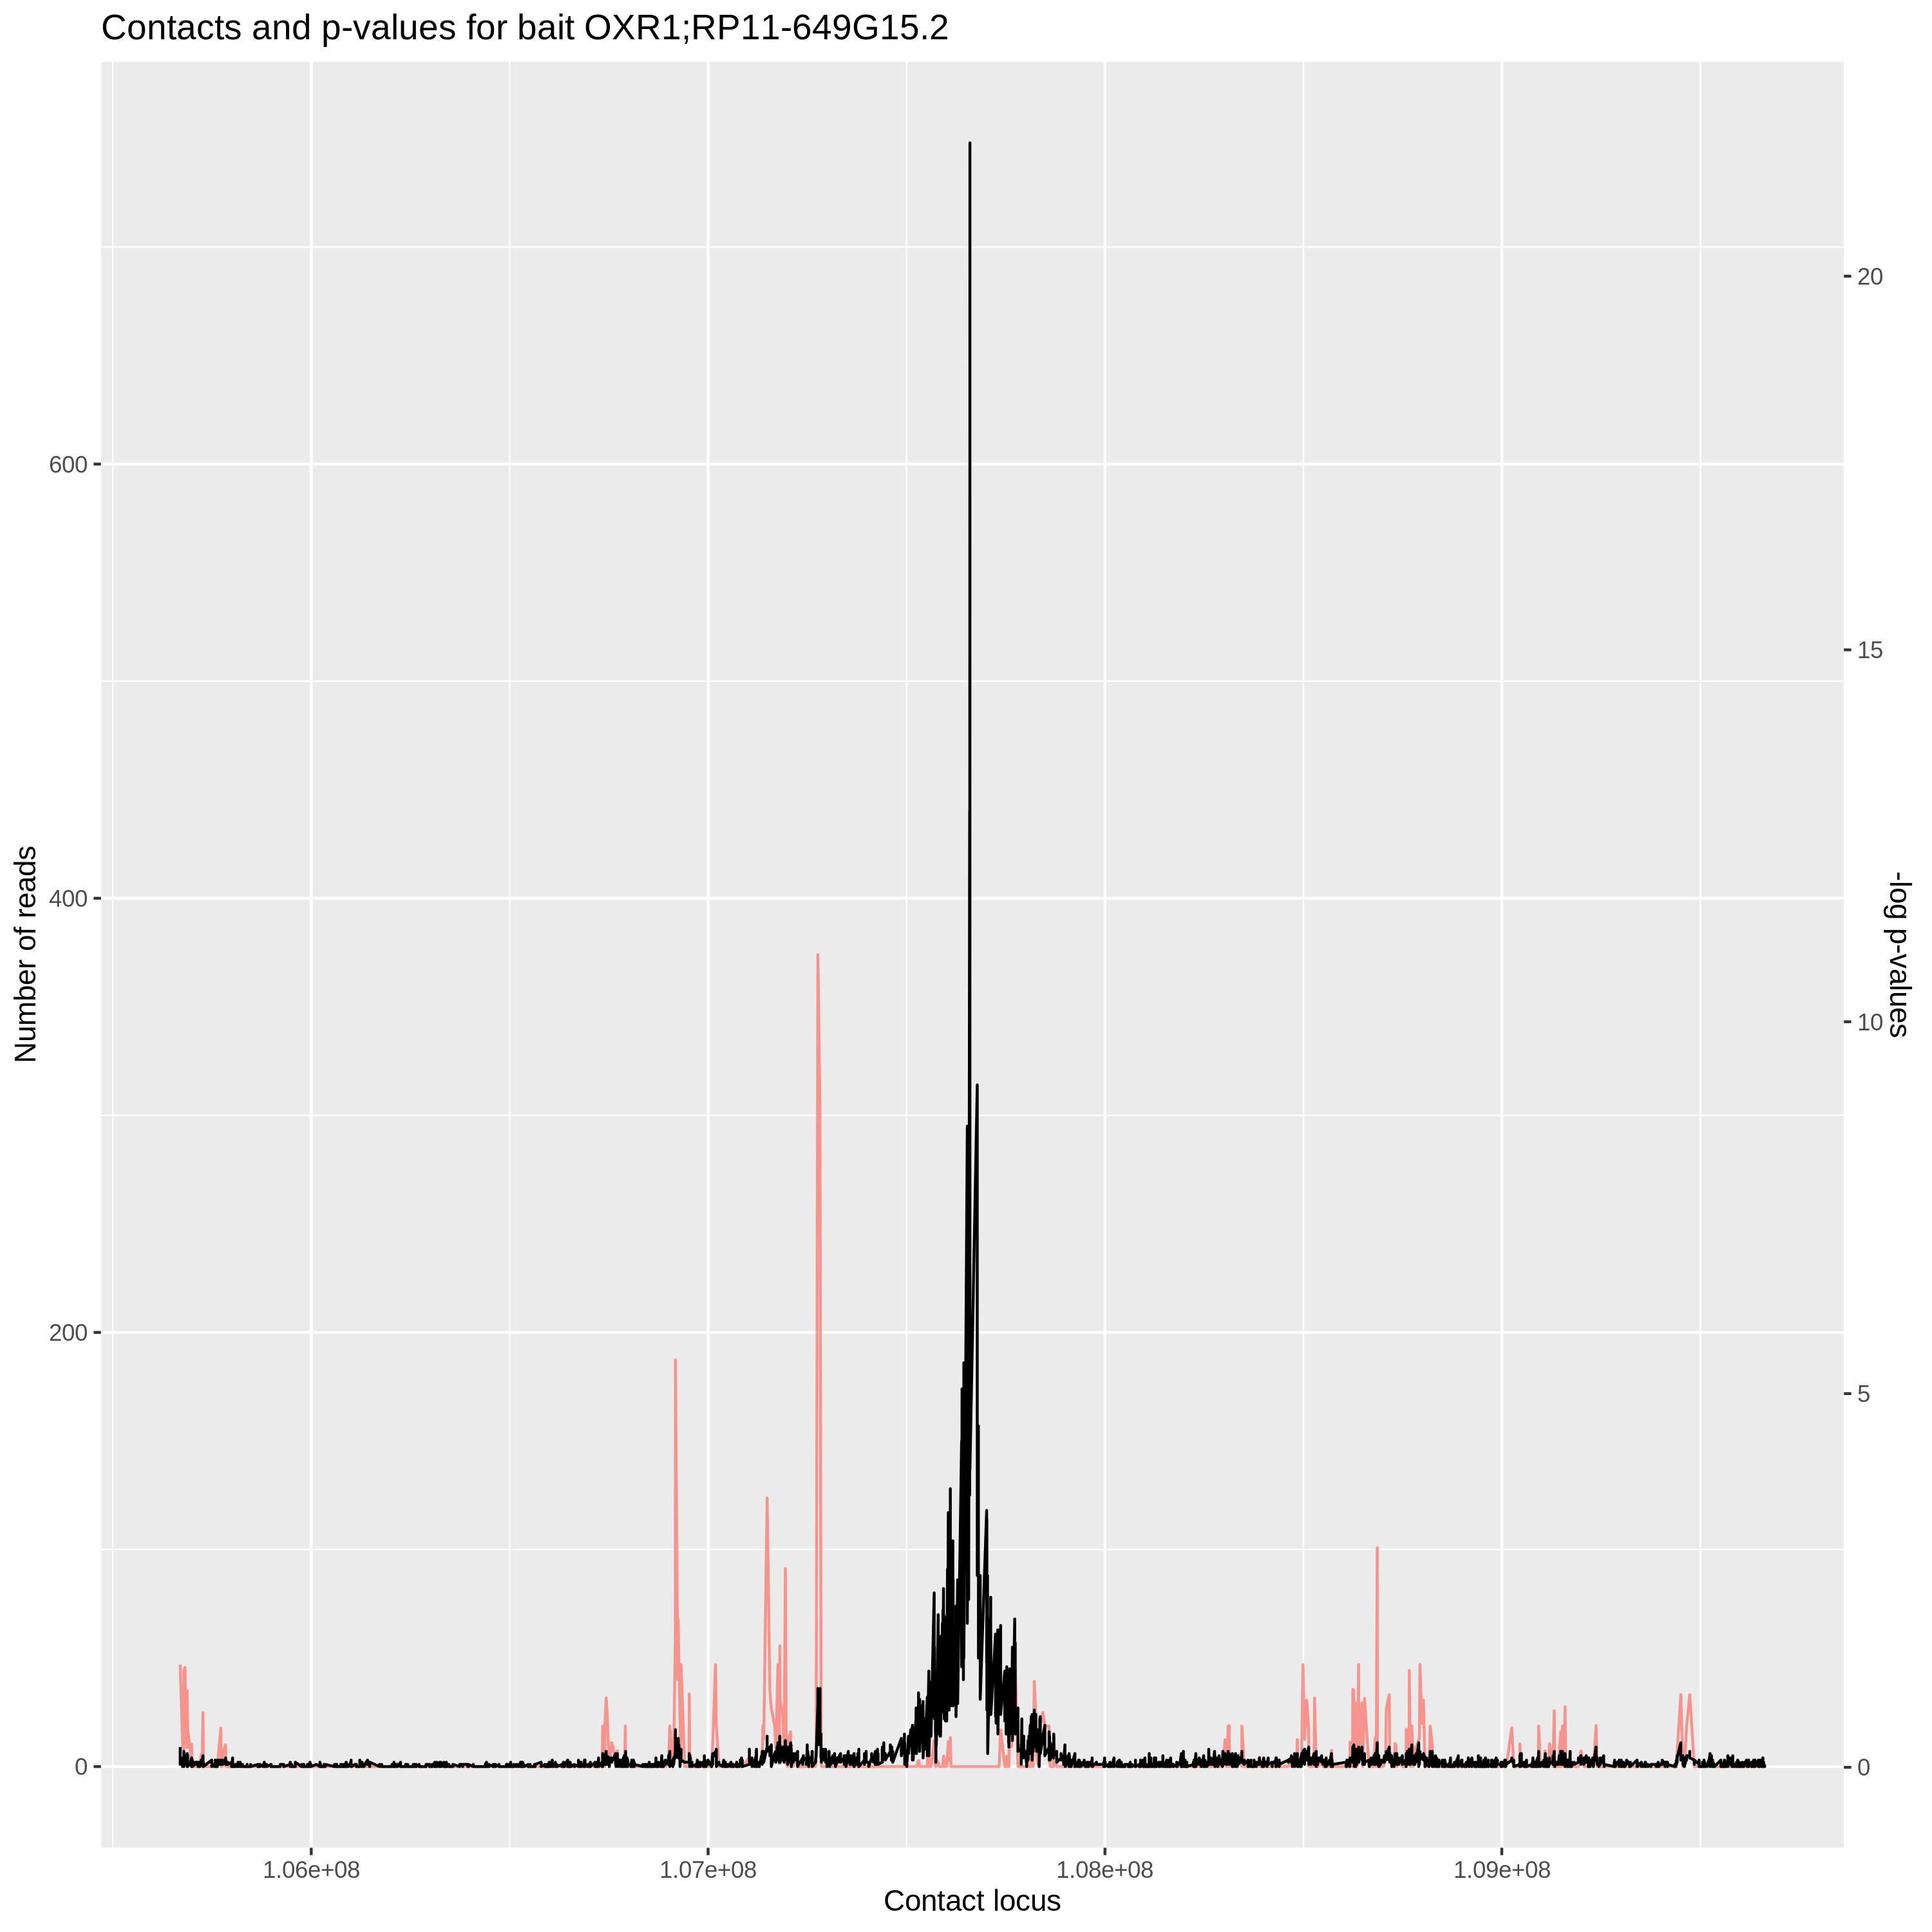 Contacts and p-values for bait OXR1;RP11-649G15.2
600
400
200
0
Number of reads
20
15
10
5
0
-log p-values
1.06e+08
1.07e+08
1.08e+08
1.09e+08
Contact locus